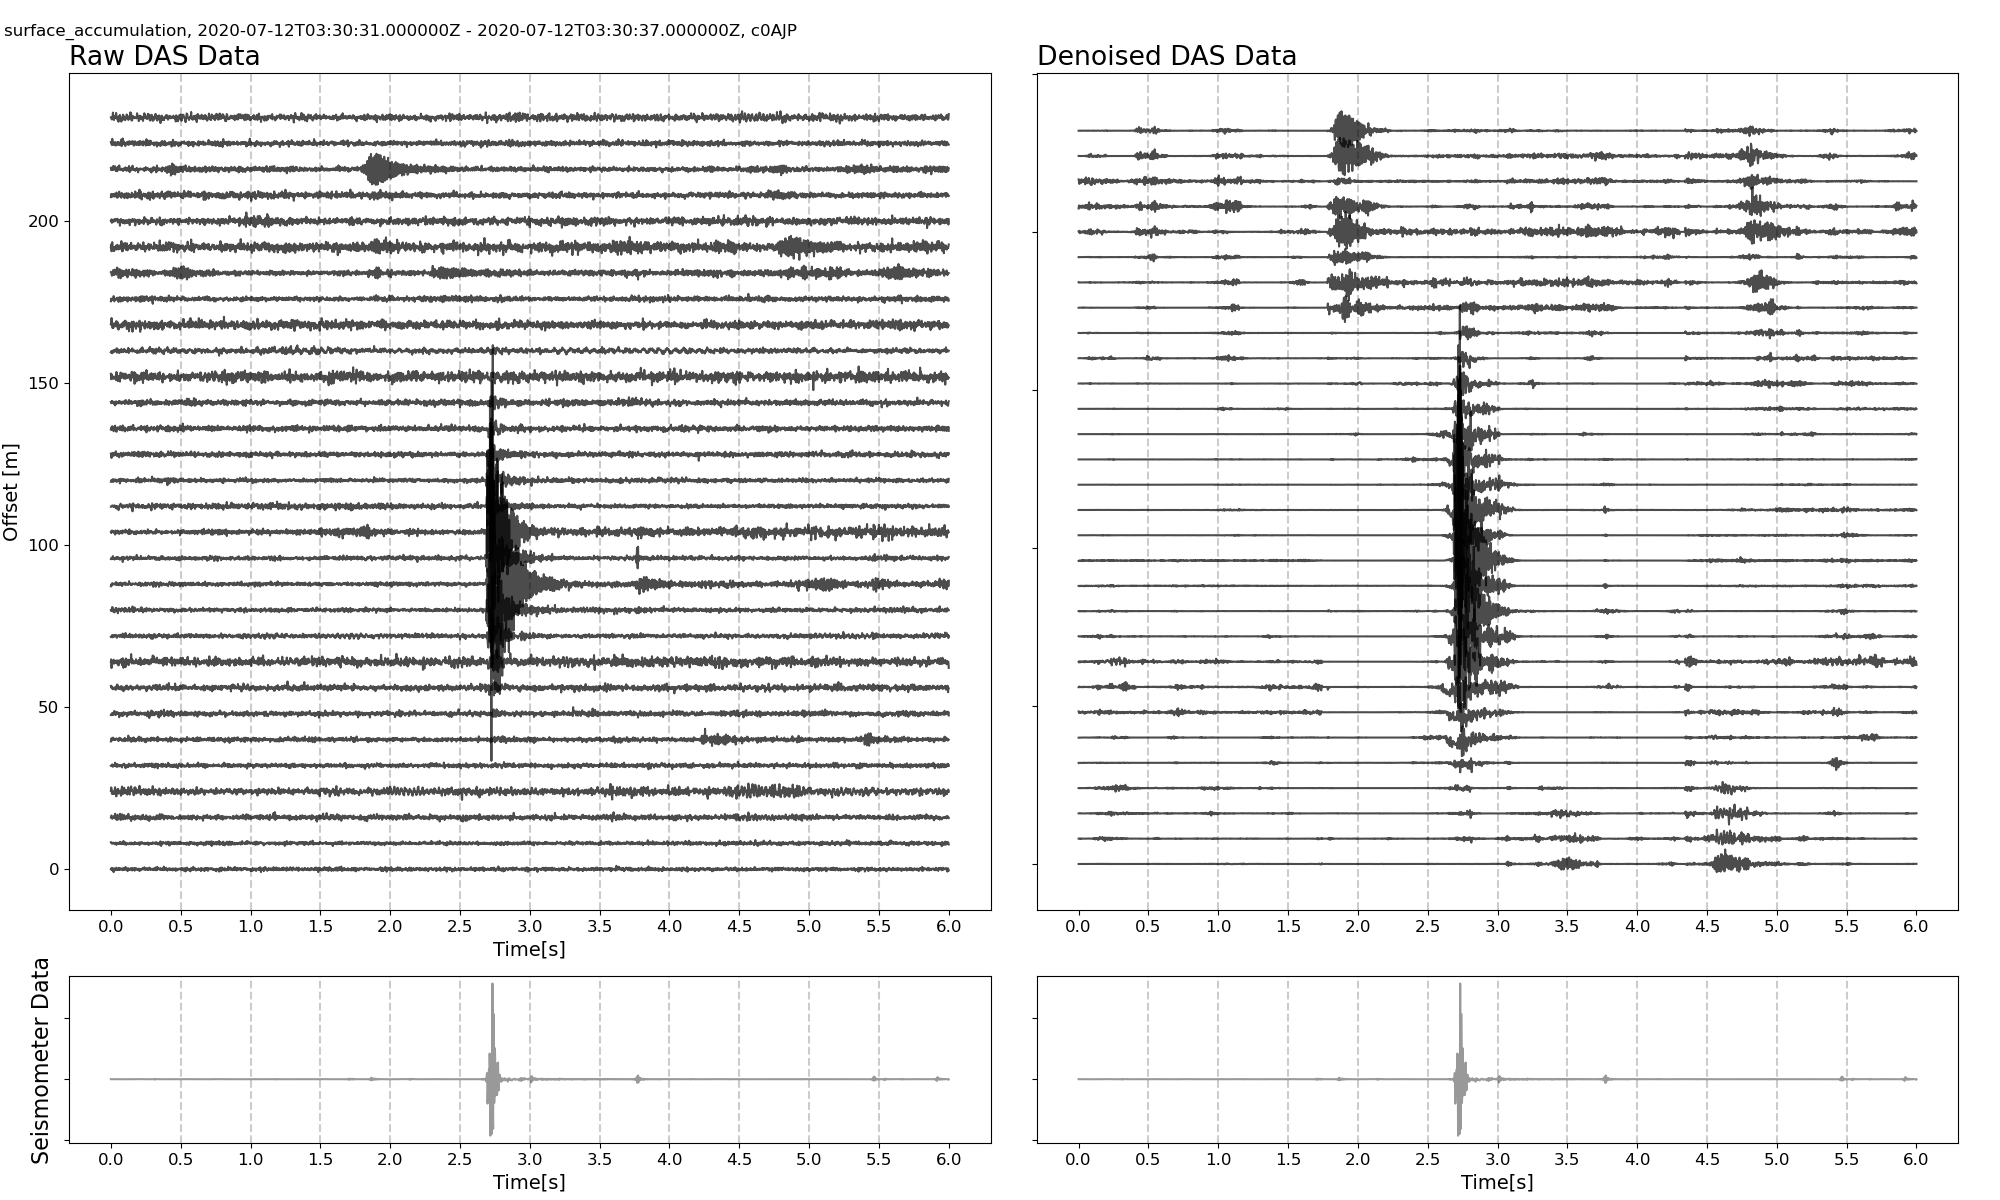 surface_accumulation, 2020-07-12T03:30:31.000000Z - 2020-07-12T03:30:37.000000Z, c0AJP
Raw DAS Data
Denoised DAS Data
Offset [m]
200
150
100
50
0
0.0 0.5 1.0 1.5 2.0 2.5 3.0 3.5 4.0 4.5 5.0 5.5 6.0
Time[s]
0.0 0.5 1.0 1.5 2.0 2.5 3.0 3.5 4.0 4.5 5.0 5.5 6.0
Seismometer Data
0.0 0.5 1.0 1.5 2.0 2.5 3.0 3.5 4.0 4.5 5.0 5.5 6.0
Time[s]
0.0 0.5 1.0 1.5 2.0 2.5 3.0 3.5 4.0 4.5 5.0 5.5 6.0
Time[s]